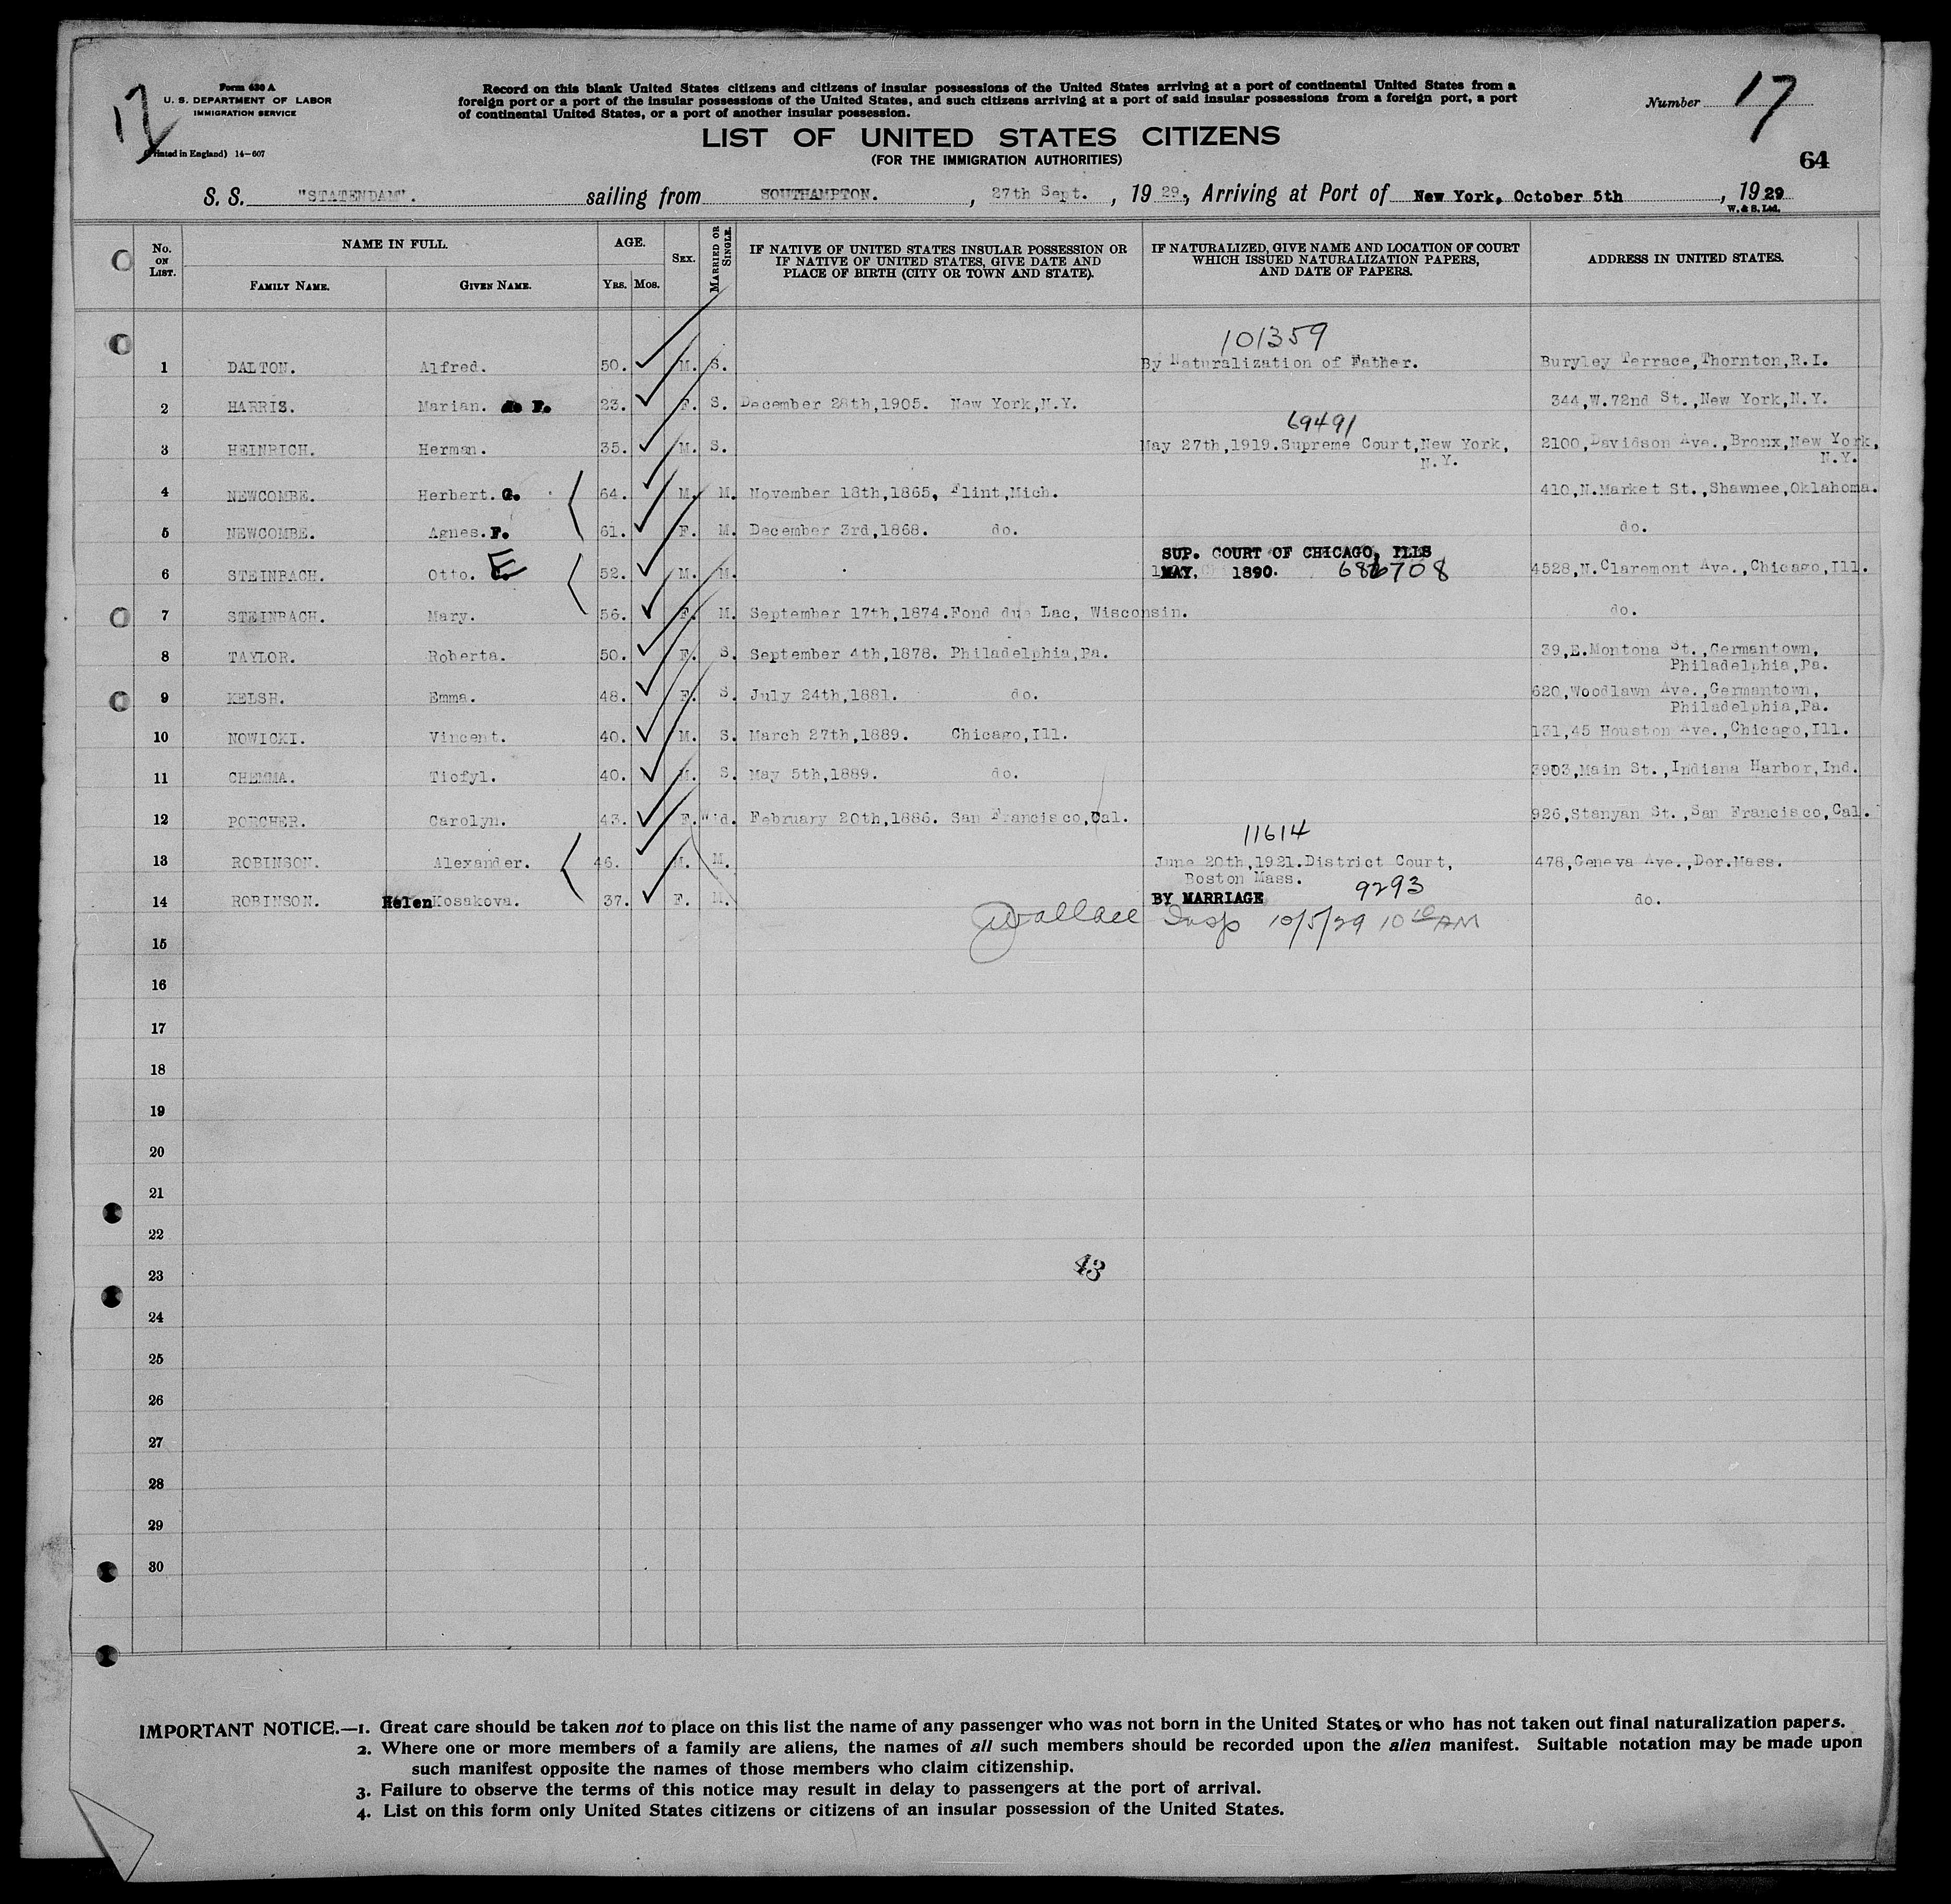 17
Form 630 A
U. S. DEPARTMENT OF LABOR
IMMIGRATION SERVICE
(Printed in England) 14-607
Record on this blank United States citizens and citizens of insular possessions of the United States arriving at a port of continental United States from a
foreign port or a port of the insular possessions of the United States, and such citizens arriving at a port of said insular possessions from a foreign port, a port
of continental United States, or a port of another insular possession.
Number 17
LIST OF UNITED STATES CITIZENS
(FOR THE IMMIGRATION AUTHORITIES)
64
S. S. "STATENDAM". sailing from SOUTHAMPTON. , 27th Sept. , 19 29, Arriving at Port of New York, October 5th , 19 29
W. & S. Ltd.
No. ON LIST. NAME IN FULL. FAMILY NAME. GIVEN NAME. AGE. YRS. MOS. SEX. MARRIED OR SINGLE. IF NATIVE OF UNITED STATES INSULAR POSSESSION OR IF NATIVE OF UNITED STATES, GIVE DATE AND PLACE OF BIRTH (CITY OR TOWN AND STATE). IF NATURALIZED, GIVE NAME AND LOCATION OF COURT WHICH ISSUED NATURALIZATION PAPERS, AND DATE OF PAPERS. ADDRESS IN UNITED STATES.
101359
1 DALTON. Alfred. 50. M. S. By Naturalization of Father. Buryley Terrace, Thornton, R.I.
2 HARRIS. Marian. F. 23. F. S. December 28th, 1905. New York, N.Y. 344, W. 72nd St., New York, N.Y.
69491
3 HEINRICH. Herman. 35. M. S. May 27th, 1919. Supreme Court, New York, 2100, Davidson Ave., Bronx, New York,
N.Y. N.Y.
4 NEWCOMBE. Herbert. G. 64. M. M. November 18th, 1865, Flint, Mich. 410, N. Market St., Shawnee, Oklahoma.
5 NEWCOMBE. Agnes. F. 61. F. M. December 3rd, 1868. do. do.
SUP. COURT OF CHICAGO, ILLS
6 STEINBACH. Otto. E 52. M. M. MAY, 1890. 4528, N. Claremont Ave., Chicago, Ill.
7 STEINBACH. Mary. 56. F. M. September 17th, 1874. Fond du Lac, Wisconsin. do.
8 TAYLOR. Roberta. 50. F. S. September 4th, 1878. Philadelphia, Pa. 39, E. Montona St., Germantown,
Philadelphia, Pa.
9 KELSH. Emma. 48. F. S. July 24th, 1881. do. 620, Woodlawn Ave., Germantown,
Philadelphia, Pa.
10 NOWICKI. Vincent. 40. M. S. March 27th, 1889. Chicago, Ill. 131, 45 Houston Ave., Chicago, Ill.
11 CHEMMA. Tiofyl. 40. M. S. May 5th, 1889. do. 3903, Main St., Indiana Harbor, Ind.
12 PORCHER. Carolyn. 43. F. W'd. February 20th, 1886. San Francisco, Cal. 926, Stanyan St., San Francisco, Cal.
11614
13 ROBINSON. Alexander. 46. M. M. June 20th, 1921. District Court, 478, Geneva Ave., Dor. Mass.
Boston Mass.
14 ROBINSON. Helen Kosakova. 37. F. M. BY MARRIAGE 9293 do.
Wallace Insp 10/5/29 10 10 AM
15
16
17
18
19
20
21
22
23
43
24
25
26
27
28
29
30
IMPORTANT NOTICE.—1. Great care should be taken not to place on this list the name of any passenger who was not born in the United States or who has not taken out final naturalization papers.
2. Where one or more members of a family are aliens, the names of all such members should be recorded upon the alien manifest. Suitable notation may be made upon
such manifest opposite the names of those members who claim citizenship.
3. Failure to observe the terms of this notice may result in delay to passengers at the port of arrival.
4. List on this form only United States citizens or citizens of an insular possession of the United States.